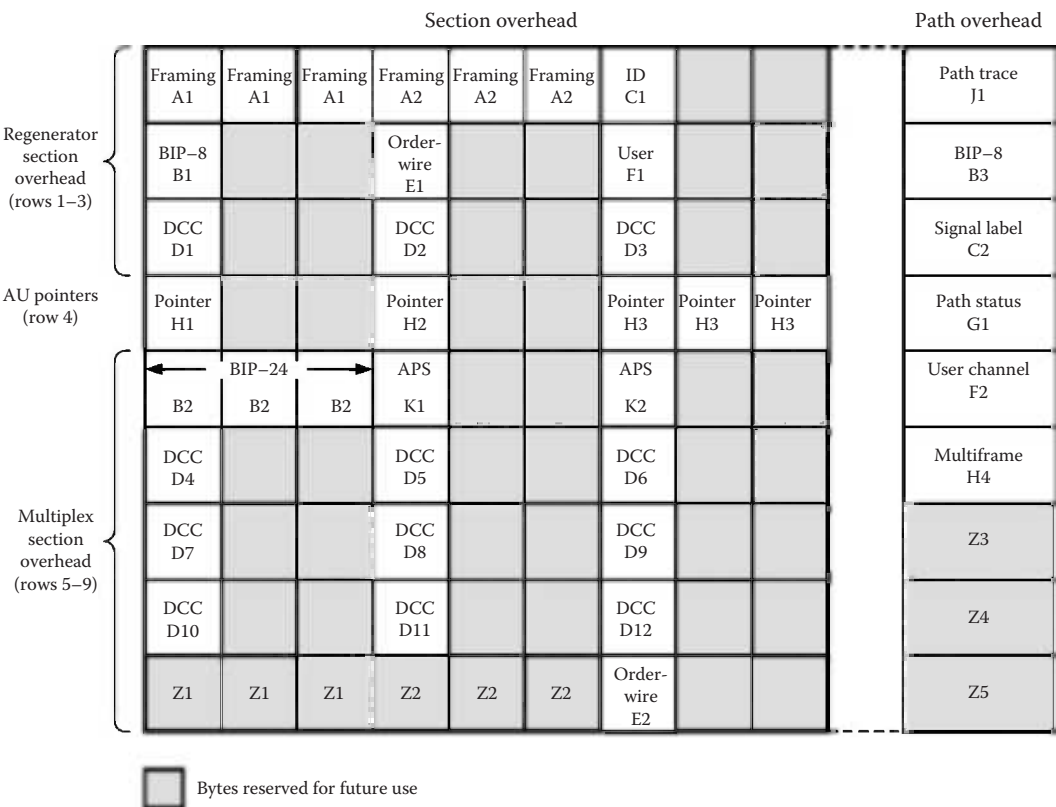 Section overhead
Path overhead
Framing A1
Framing A1
Framing A1
Framing A2
Framing A2
Framing A2
ID C1
Path trace J1
Regenerator section overhead (rows 1–3)
BIP–8 B1
Order-wire E1
User F1
BIP–8 B3
DCC D1
DCC D2
DCC D3
Signal label C2
AU pointers (row 4)
Pointer H1
Pointer H2
Pointer H3
Pointer H3
Pointer H3
Path status G1
BIP–24
B2
B2
B2
APS K1
APS K2
User channel F2
DCC D4
DCC D5
DCC D6
Multiframe H4
Multiplex section overhead (rows 5–9)
DCC D7
DCC D8
DCC D9
Z3
DCC D10
DCC D11
DCC D12
Z4
Z1
Z1
Z1
Z2
Z2
Z2
Order-wire E2
Z5
Bytes reserved for future use